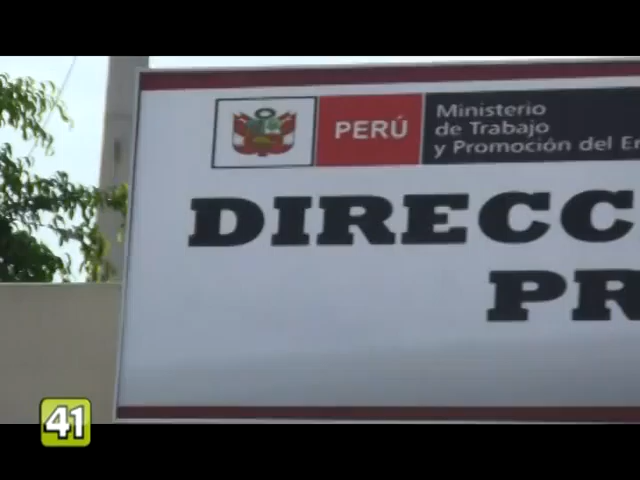 PERÚ
Ministerio
de Trabajo
y Promoción del
DIRECC
PR
41